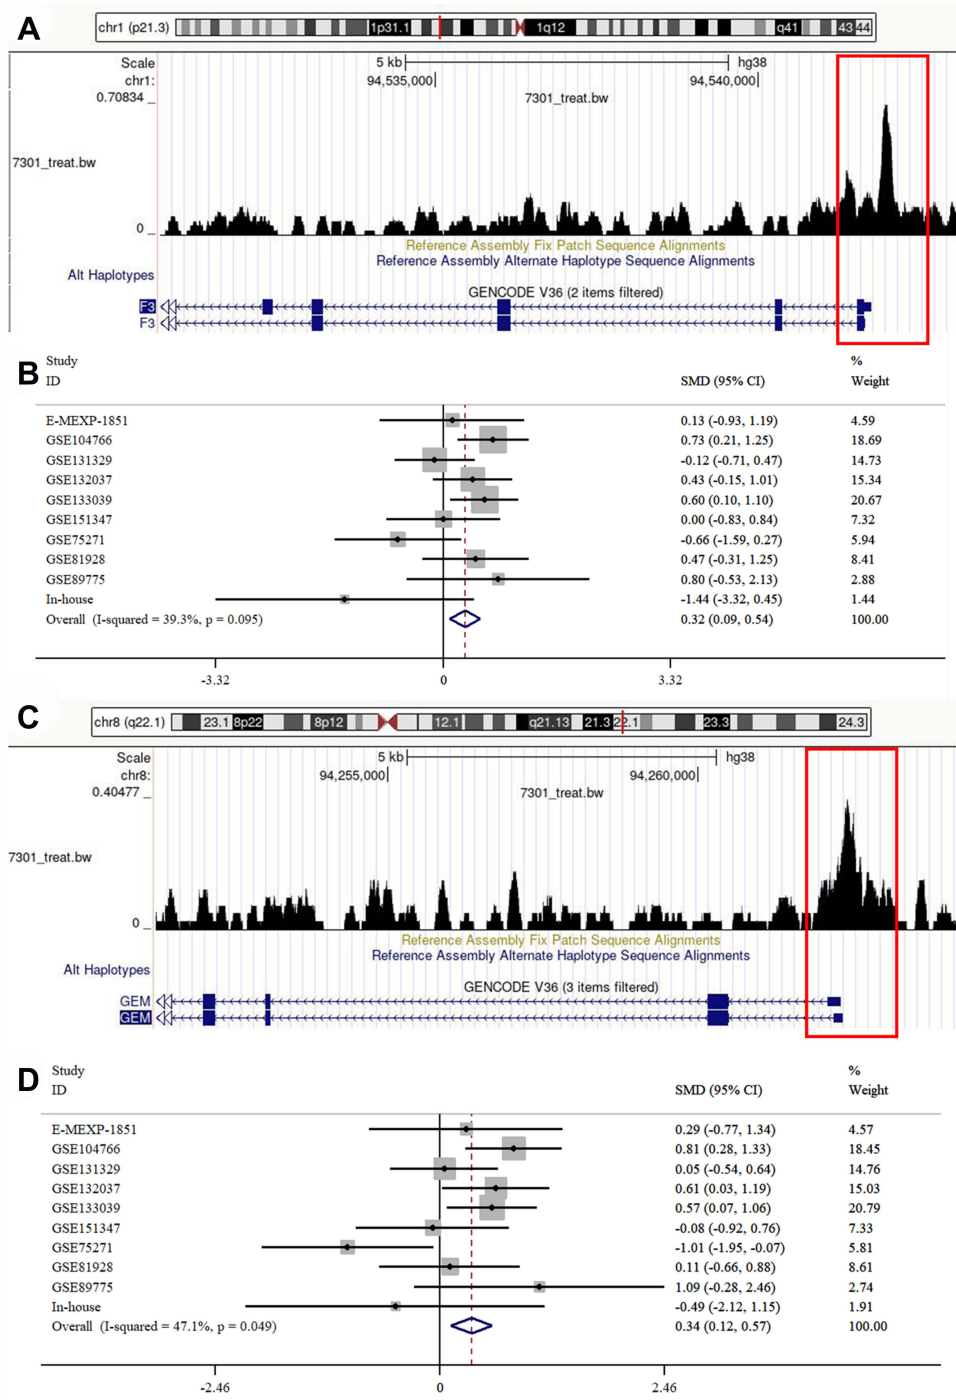 A
chr1 (p21.3) 1p31.1 1q12 q41 43 44
Scale 5 kb hg38
chr1: 94,535,000 94,540,000
0.70834 7301_treat.bw
7301_treat.bw
0
Reference Assembly Fix Patch Sequence Alignments
Reference Assembly Alternate Haplotype Sequence Alignments
Alt Haplotypes
GENCODE V36 (2 items filtered)
F3
F3
B
Study %
ID SMD (95% CI) Weight
E-MEXP-1851 0.13 (-0.93, 1.19) 4.59
GSE104766 0.73 (0.21, 1.25) 18.69
GSE131329 -0.12 (-0.71, 0.47) 14.73
GSE132037 0.43 (-0.15, 1.01) 15.34
GSE133039 0.60 (0.10, 1.10) 20.67
GSE151347 0.00 (-0.83, 0.84) 7.32
GSE75271 -0.66 (-1.59, 0.27) 5.94
GSE81928 0.47 (-0.31, 1.25) 8.41
GSE89775 0.80 (-0.53, 2.13) 2.88
In-house -1.44 (-3.32, 0.45) 1.44
Overall (I-squared = 39.3%, p = 0.095) 0.32 (0.09, 0.54) 100.00
-3.32 0 3.32
C
chr8 (q22.1) 23.1 8p22 8p12 12.1 q21.13 21.3 22.1 23.3 24.3
Scale 5 kb hg38
chr8: 94,255,000 94,260,000
0.40477 7301_treat.bw
7301_treat.bw
0
Reference Assembly Fix Patch Sequence Alignments
Reference Assembly Alternate Haplotype Sequence Alignments
Alt Haplotypes
GENCODE V36 (3 items filtered)
GEM
GEM
D
Study %
ID SMD (95% CI) Weight
E-MEXP-1851 0.29 (-0.77, 1.34) 4.57
GSE104766 0.81 (0.28, 1.33) 18.45
GSE131329 0.05 (-0.54, 0.64) 14.76
GSE132037 0.61 (0.03, 1.19) 15.03
GSE133039 0.57 (0.07, 1.06) 20.79
GSE151347 -0.08 (-0.92, 0.76) 7.33
GSE75271 -1.01 (-1.95, -0.07) 5.81
GSE81928 0.11 (-0.66, 0.88) 8.61
GSE89775 1.09 (-0.28, 2.46) 2.74
In-house -0.49 (-2.12, 1.15) 1.91
Overall (I-squared = 47.1%, p = 0.049) 0.34 (0.12, 0.57) 100.00
-2.46 0 2.46